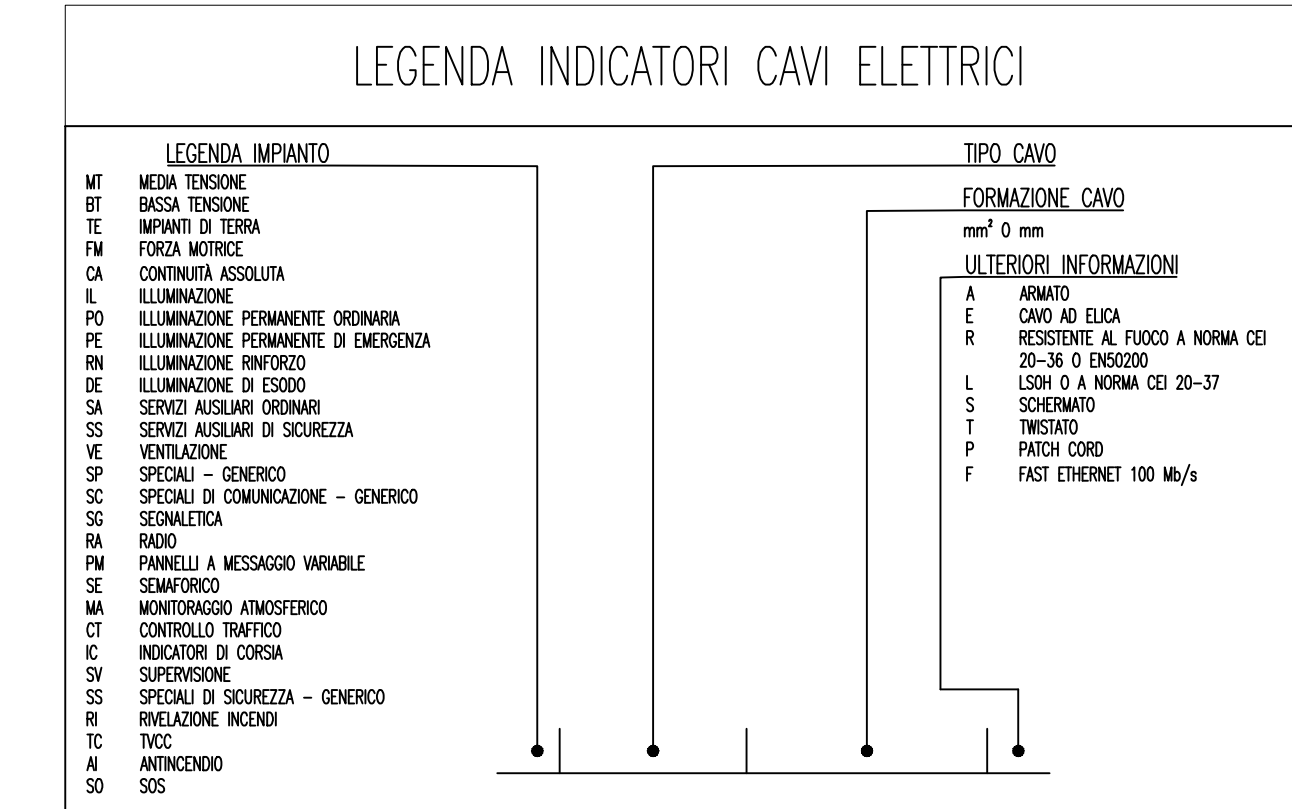 LEGENDA INDICATORI CAVI ELETTRICI
LEGENDA IMPIANTO
MT MEDIA TENSIONE
BT BASSA TENSIONE
TE IMPIANTI DI TERRA
FM FORZA MOTRICE
CA CONTINUITÀ ASSOLUTA
IL ILLUMINAZIONE
PO ILLUMINAZIONE PERMANENTE ORDINARIA
PE ILLUMINAZIONE PERMANENTE DI EMERGENZA
RN ILLUMINAZIONE RINFORZO
DE ILLUMINAZIONE DI ESODO
SA SERVIZI AUSILIARI ORDINARI
SS SERVIZI AUSILIARI DI SICUREZZA
VE VENTILAZIONE
SP SPECIALI – GENERICO
SC SPECIALI DI COMUNICAZIONE – GENERICO
SG SEGNALETICA
RA RADIO
PM PANNELLI A MESSAGGIO VARIABILE
SE SEMAFORICO
MA MONITORAGGIO ATMOSFERICO
CT CONTROLLO TRAFFICO
IC INDICATORI DI CORSIA
SV SUPERVISIONE
SS SPECIALI DI SICUREZZA – GENERICO
RI RIVELAZIONE INCENDI
TC TVCC
AI ANTINCENDIO
SO SOS
TIPO CAVO
FORMAZIONE CAVO
mm² O mm
ULTERIORI INFORMAZIONI
A ARMATO
E CAVO AD ELICA
R RESISTENTE AL FUOCO A NORMA CEI
20-36 O EN50200
L LSOH O A NORMA CEI 20-37
S SCHERMATO
T TWISTATO
P PATCH CORD
F FAST ETHERNET 100 Mb/s